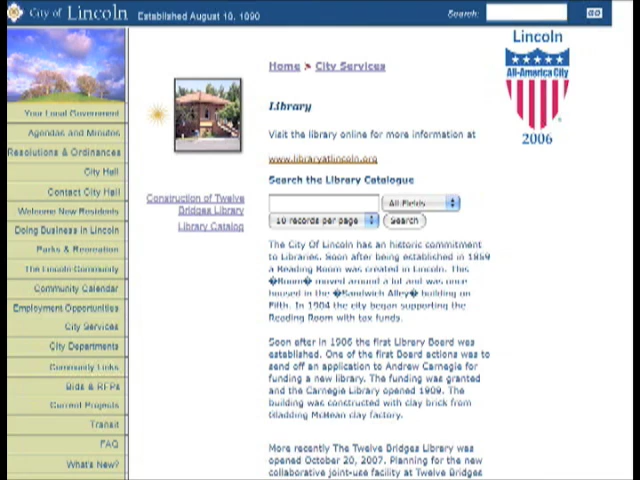 City of Lincoln Established August 18, 1890
Search: GO
Your Local Government
Agendas and Minutes
Resolutions & Ordinances
City Hall
Contact City Hall
Welcome New Residents
Doing Business in Lincoln
Parks & Recreation
The Lincoln Community
Community Calendar
Employment Opportunities
City Services
City Departments
Community Links
Bids & RFPs
Current Projects
Transit
FAQ
What's New?
Construction of Twelve
Bridges Library
Library Catalog
Home » City Services
Library
Visit the library online for more information at
www.libraryatlincoln.org
Search the Library Catalogue
All Fields
10 records per page Search
The City Of Lincoln has an historic commitment
to Libraries. Soon after being established in 1859
a Reading Room was created in Lincoln. This
�Room� moved around a lot and was once
housed in the �Sandwich Alley� building on
Fifth. In 1904 the city began supporting the
Reading Room with tax funds.
Soon after in 1906 the first Library Board was
established. One of the first Board actions was to
send off an application to Andrew Carnegie for
funding a new library. The funding was granted
and the Carnegie Library opened 1909. The
building was constructed with clay brick from
Gladding McBean clay factory.
More recently The Twelve Bridges Library was
opened October 20, 2007. Planning for the new
collaborative joint-use facility at Twelve Bridges
Lincoln
All-America City
2006